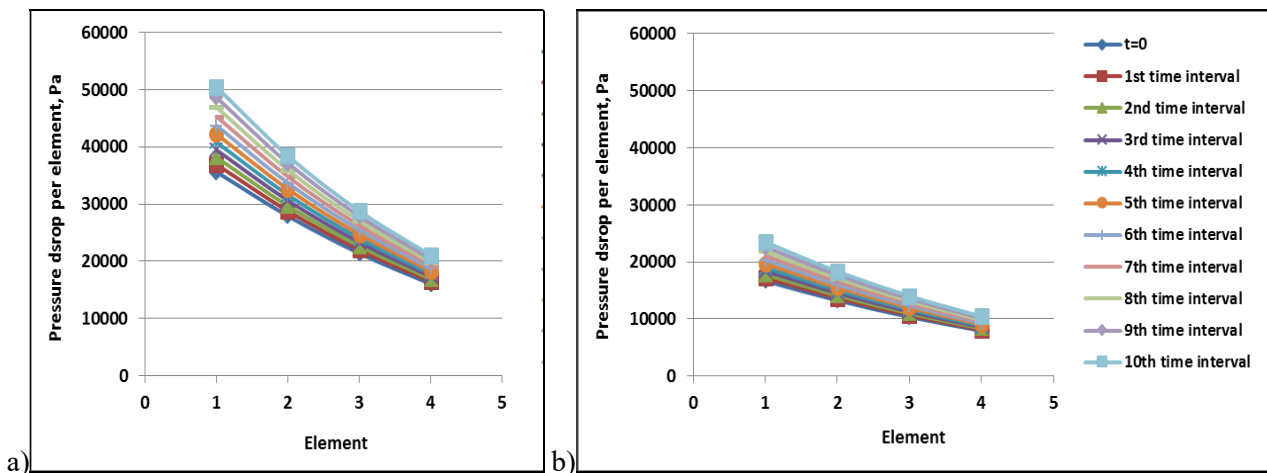 60000
50000
40000
30000
20000
10000
0
0 1 2 3 4 5
Pressure dsrop per element, Pa
Element
a)
60000
50000
40000
30000
20000
10000
0
0 1 2 3 4 5
Pressure dsrop per element, Pa
Element
b)
t=0
1st time interval
2nd time interval
3rd time interval
4th time interval
5th time interval
6th time interval
7th time interval
8th time interval
9th time interval
10th time interval